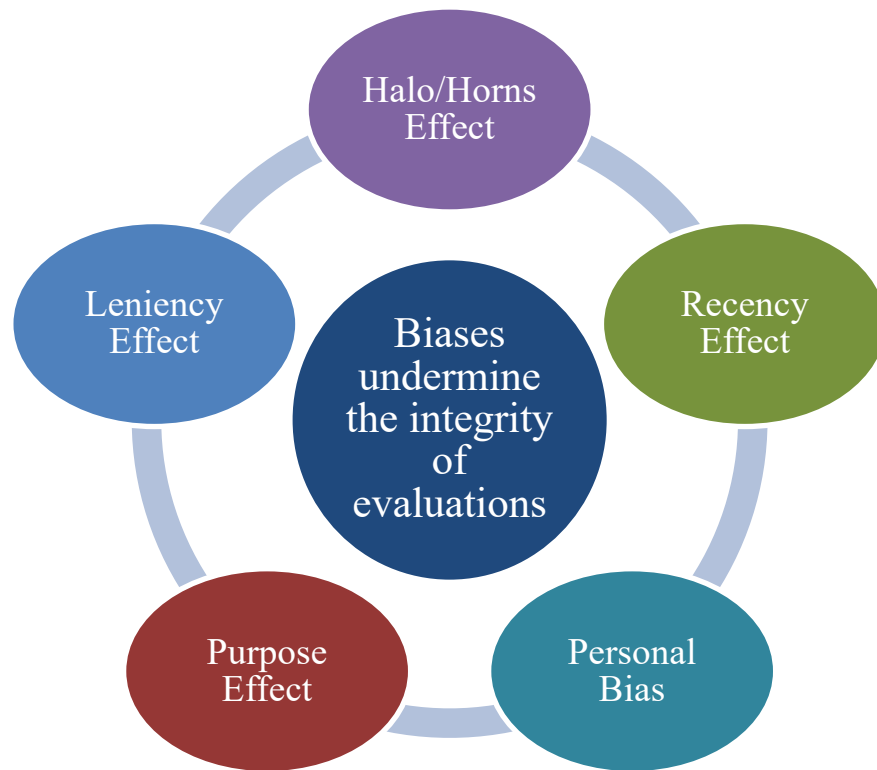 Halo/Horns
Effect
Recency
Effect
Personal
Bias
Purpose
Effect
Leniency
Effect
Biases
undermine
the integrity
of
evaluations